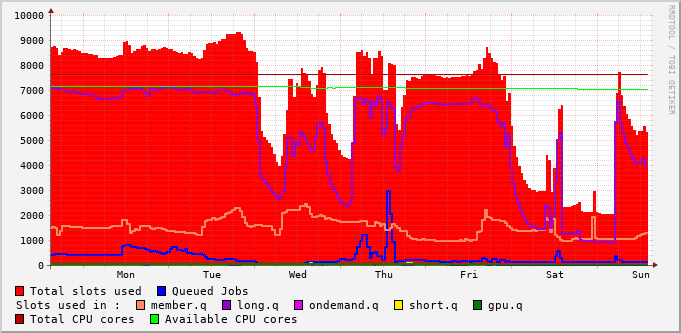 10000
9000
8000
7000
6000
5000
4000
3000
2000
1000
0
Mon Tue Wed Thu Fri Sat Sun
RRDTOOL / TOBI OETIKER
Total slots used Queued Jobs
Slots used in : member.q long.q ondemand.q short.q gpu.q
Total CPU cores Available CPU cores